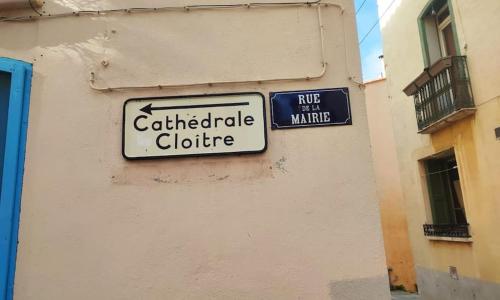 Cathédrale
Cloître
RUE
DE LA
MAIRIE